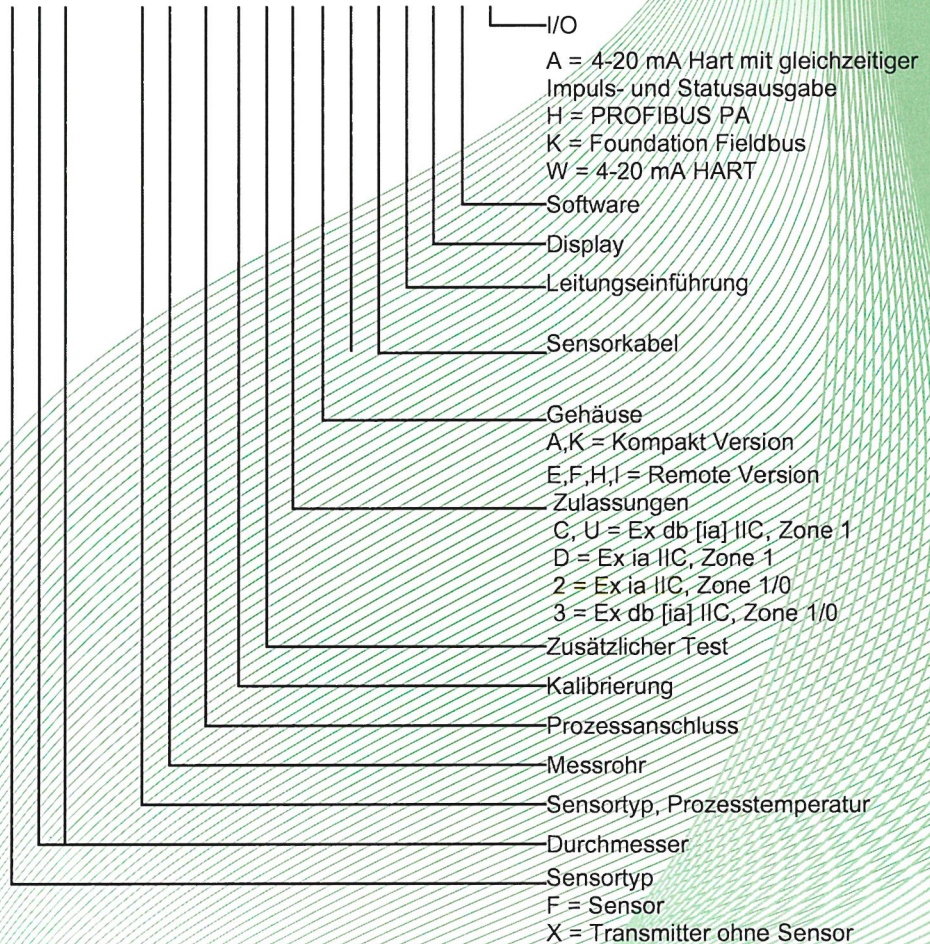 I/O
A = 4-20 mA Hart mit gleichzeitiger
Impuls- und Statusausgabe
H = PROFIBUS PA
K = Foundation Fieldbus
W = 4-20 mA HART
Software
Display
Leitungseinführung
Sensorkabel
Gehäuse
A,K = Kompakt Version
E,F,H,I = Remote Version
Zulassungen
C, U = Ex db [ia] IIC, Zone 1
D = Ex ia IIC, Zone 1
2 = Ex ia IIC, Zone 1/0
3 = Ex db [ia] IIC, Zone 1/0
Zusätzlicher Test
Kalibrierung
Prozessanschluss
Messrohr
Sensortyp, Prozesstemperatur
Durchmesser
Sensortyp
F = Sensor
X = Transmitter ohne Sensor